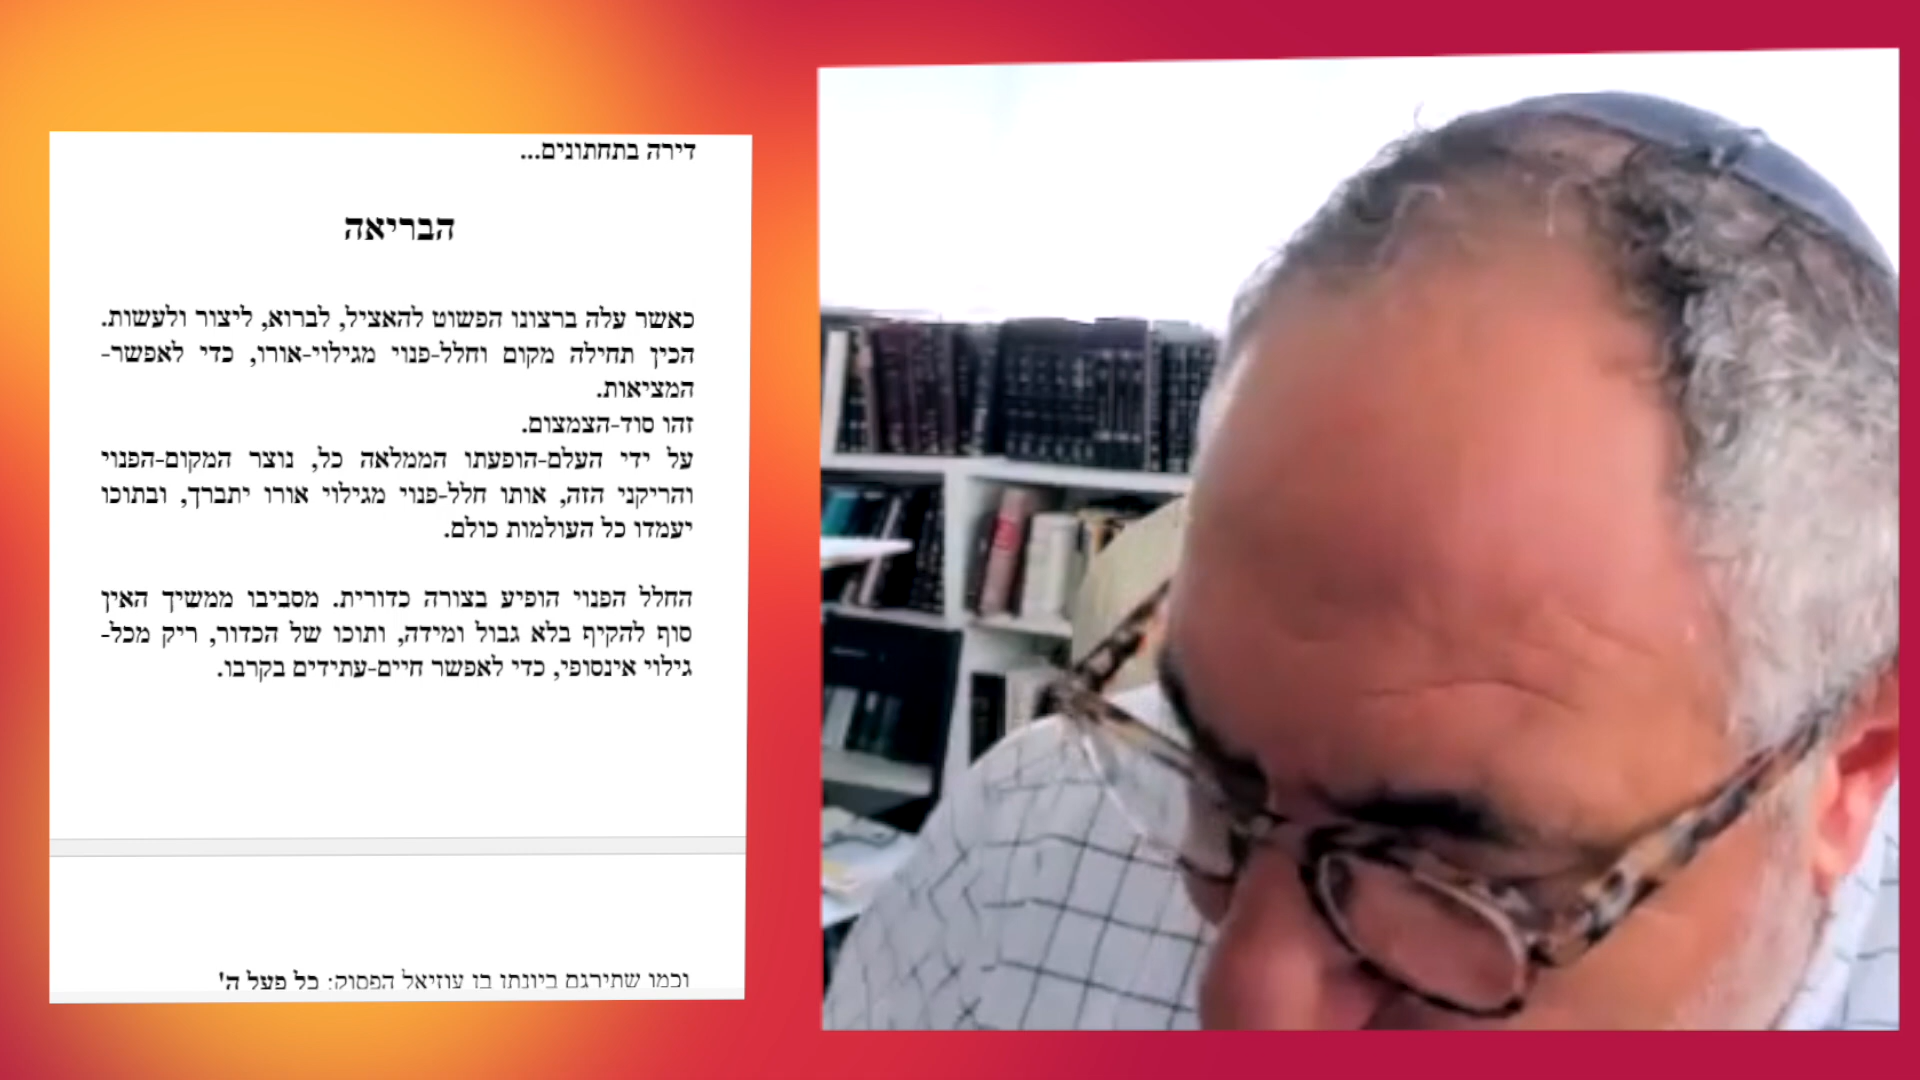 דירה בתחתונים...
הבריאה
כאשר עלה ברצונו הפשוט להאציל, לברוא, ליצור ולעשות.
הכין תחילה מקום וחלל-פנוי מגילוי-אורו, כדי לאפשר-
המציאות.
זהו סוד-הצמצום.
על ידי העלם-הופעתו הממלאה כל, נוצר המקום-הפנוי
והריקני הזה, אותו חלל-פנוי מגילוי אורו יתברך, ובתוכו
יעמדו כל העולמות כולם.
החלל הפנוי הופיע בצורה כדורית. מסביבו ממשיך האין
סוף להקיף בלא גבול ומידה, ותוכו של הכדור, ריק מכל-
גילוי אינסופי, כדי לאפשר חיים-עתידים בקרבו.
וכמו שתירגם ביונתן בן עוזיאל הפסוק: כל פעל ה'